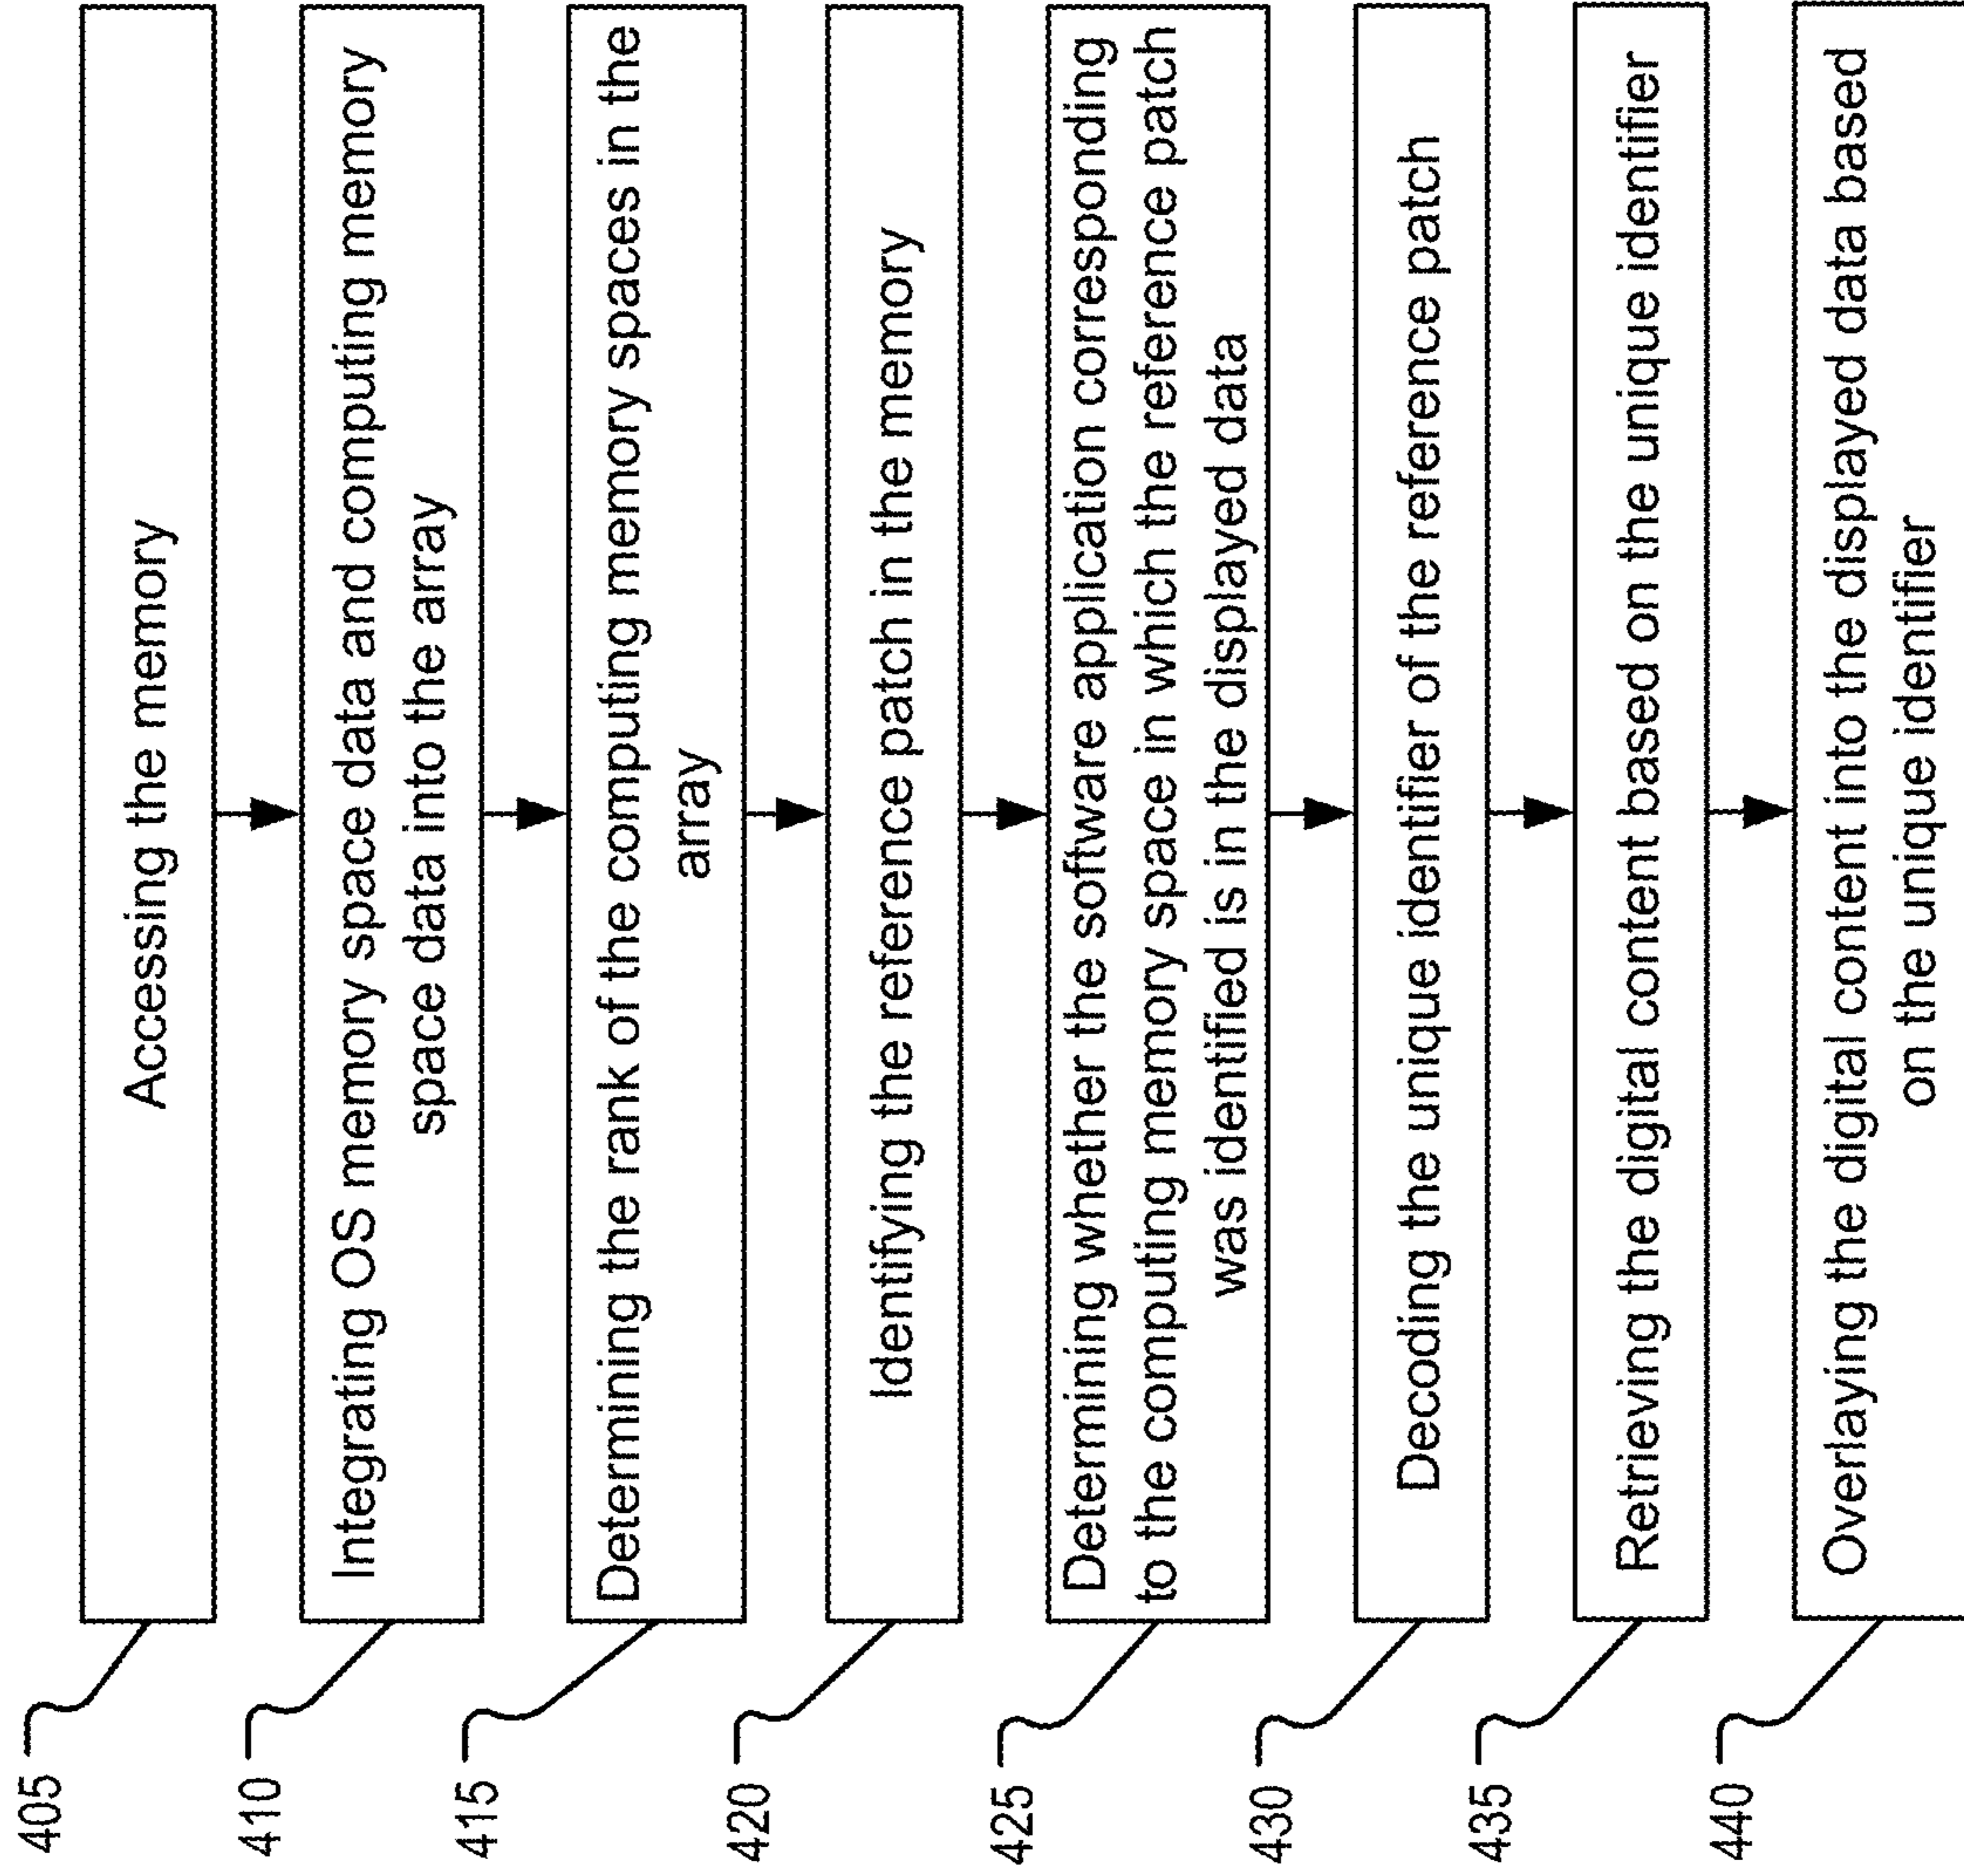 405
Accessing the memory
410
Integrating OS memory space data and computing memory
space data into the array
415
Determining the rank of the computing memory spaces in the
array
420
Identifying the reference patch in the memory
425
Determining whether the software application corresponding
to the computing memory space in which the reference patch
was identified is in the displayed data
430
Decoding the unique identifier of the reference patch
435
Retrieving the digital content based on the unique identifier
440
Overlaying the digital content into the displayed data based
on the unique identifier